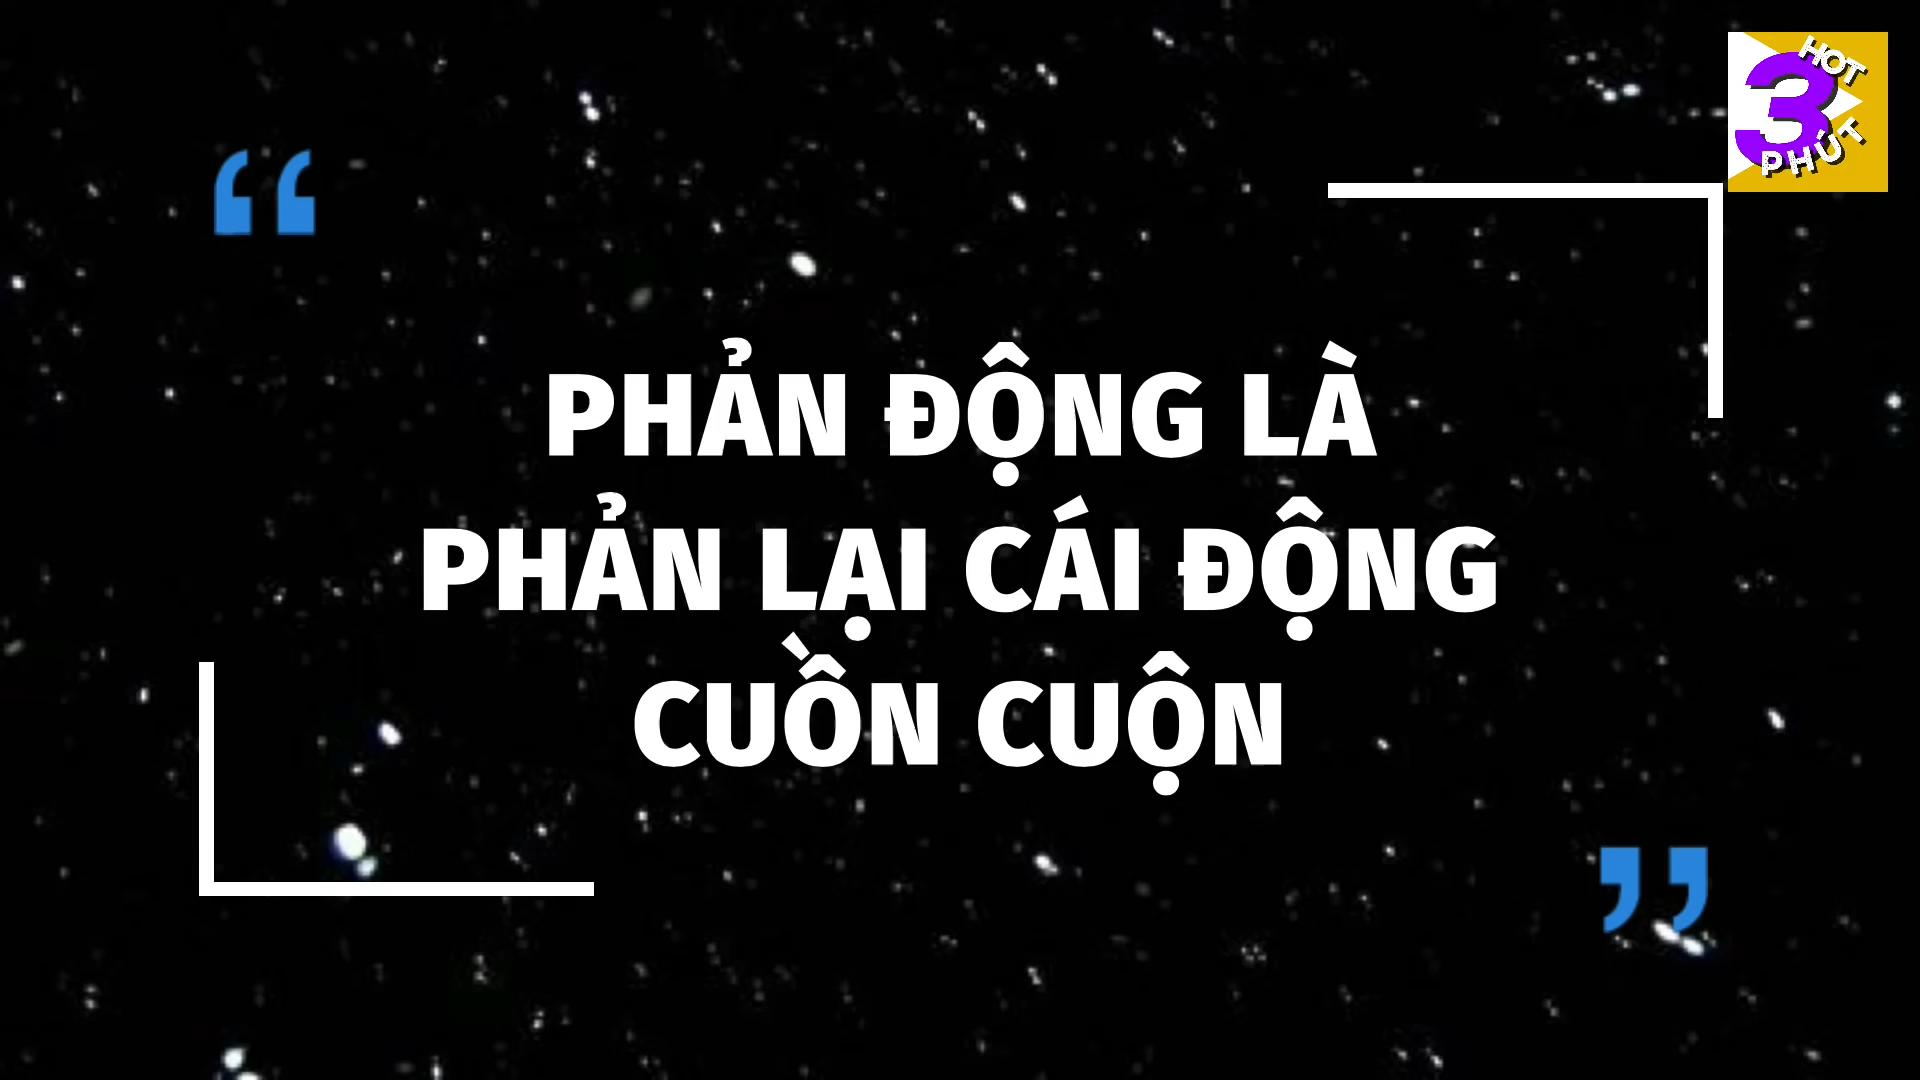 HOT
3
PHÚT
“
PHẢN ĐỘNG LÀ
PHẢN LẠI CÁI ĐỘNG
CUỒN CUỘN
”